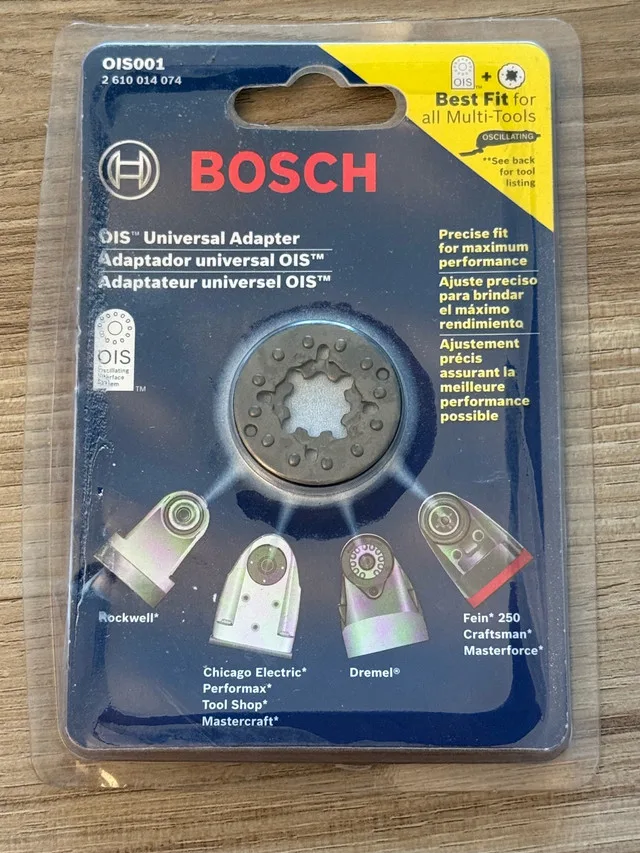 OIS001
2 610 014 074
OIS™
Best Fit for
all Multi-Tools
OSCILLATING
**See back
for tool
listing
BOSCH
OIS™ Universal Adapter
Adaptador universal OIS™
Adaptateur universel OIS™
Precise fit
for maximum
performance
Ajuste preciso
para brindar
el máximo
rendimiento
Ajustement
précis
assurant la
meilleure
performance
possible
OIS
Oscillating
Interface
System
™
Rockwell*
Chicago Electric*
Performax*
Tool Shop*
Mastercraft*
Dremel®
Fein* 250
Craftsman*
Masterforce*